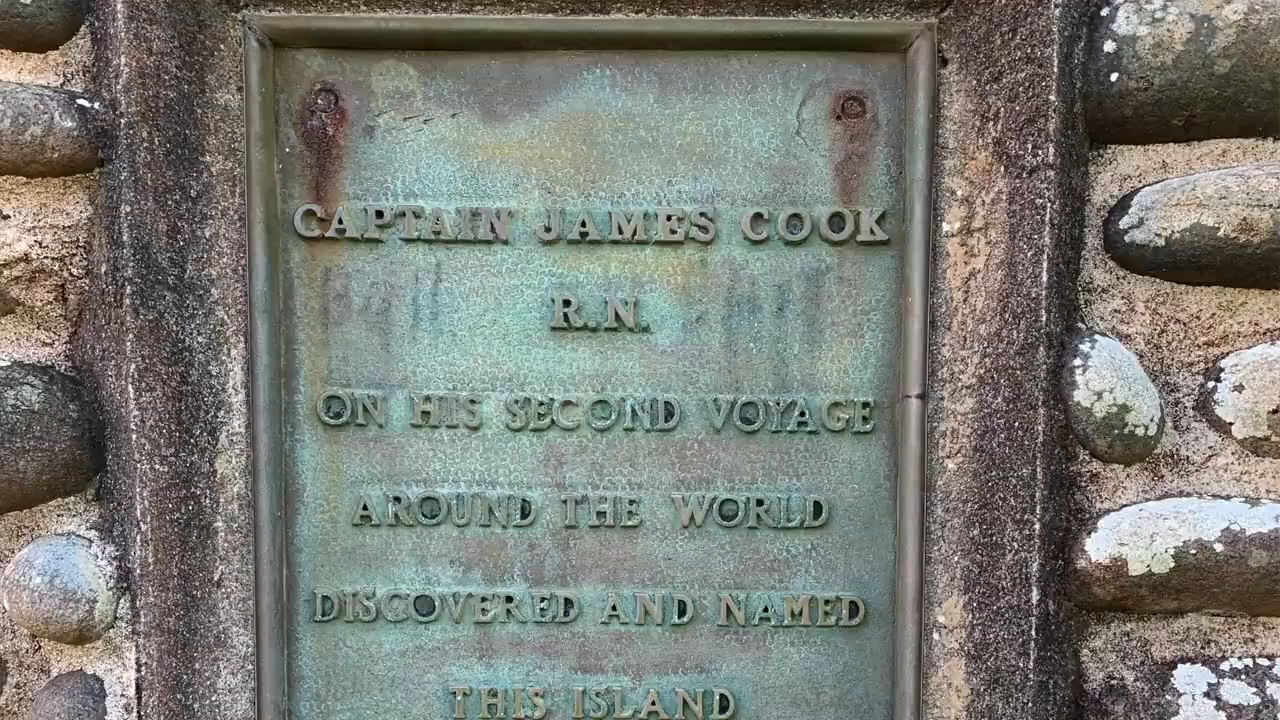 CAPTAIN JAMES COOK
R.N.
ON HIS SECOND VOYAGE
AROUND THE WORLD
DISCOVERED AND NAMED
THIS ISLAND